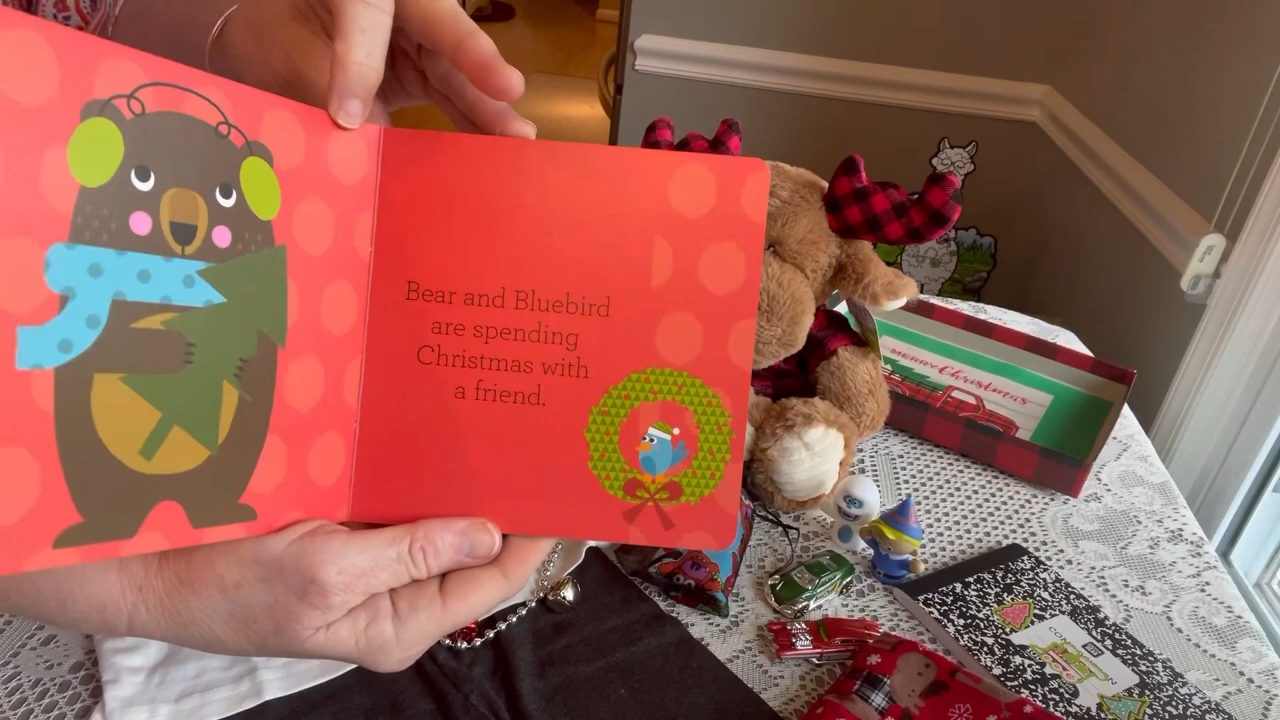 Bear and Bluebird
are spending
Christmas with
a friend.
MERRY Christmas